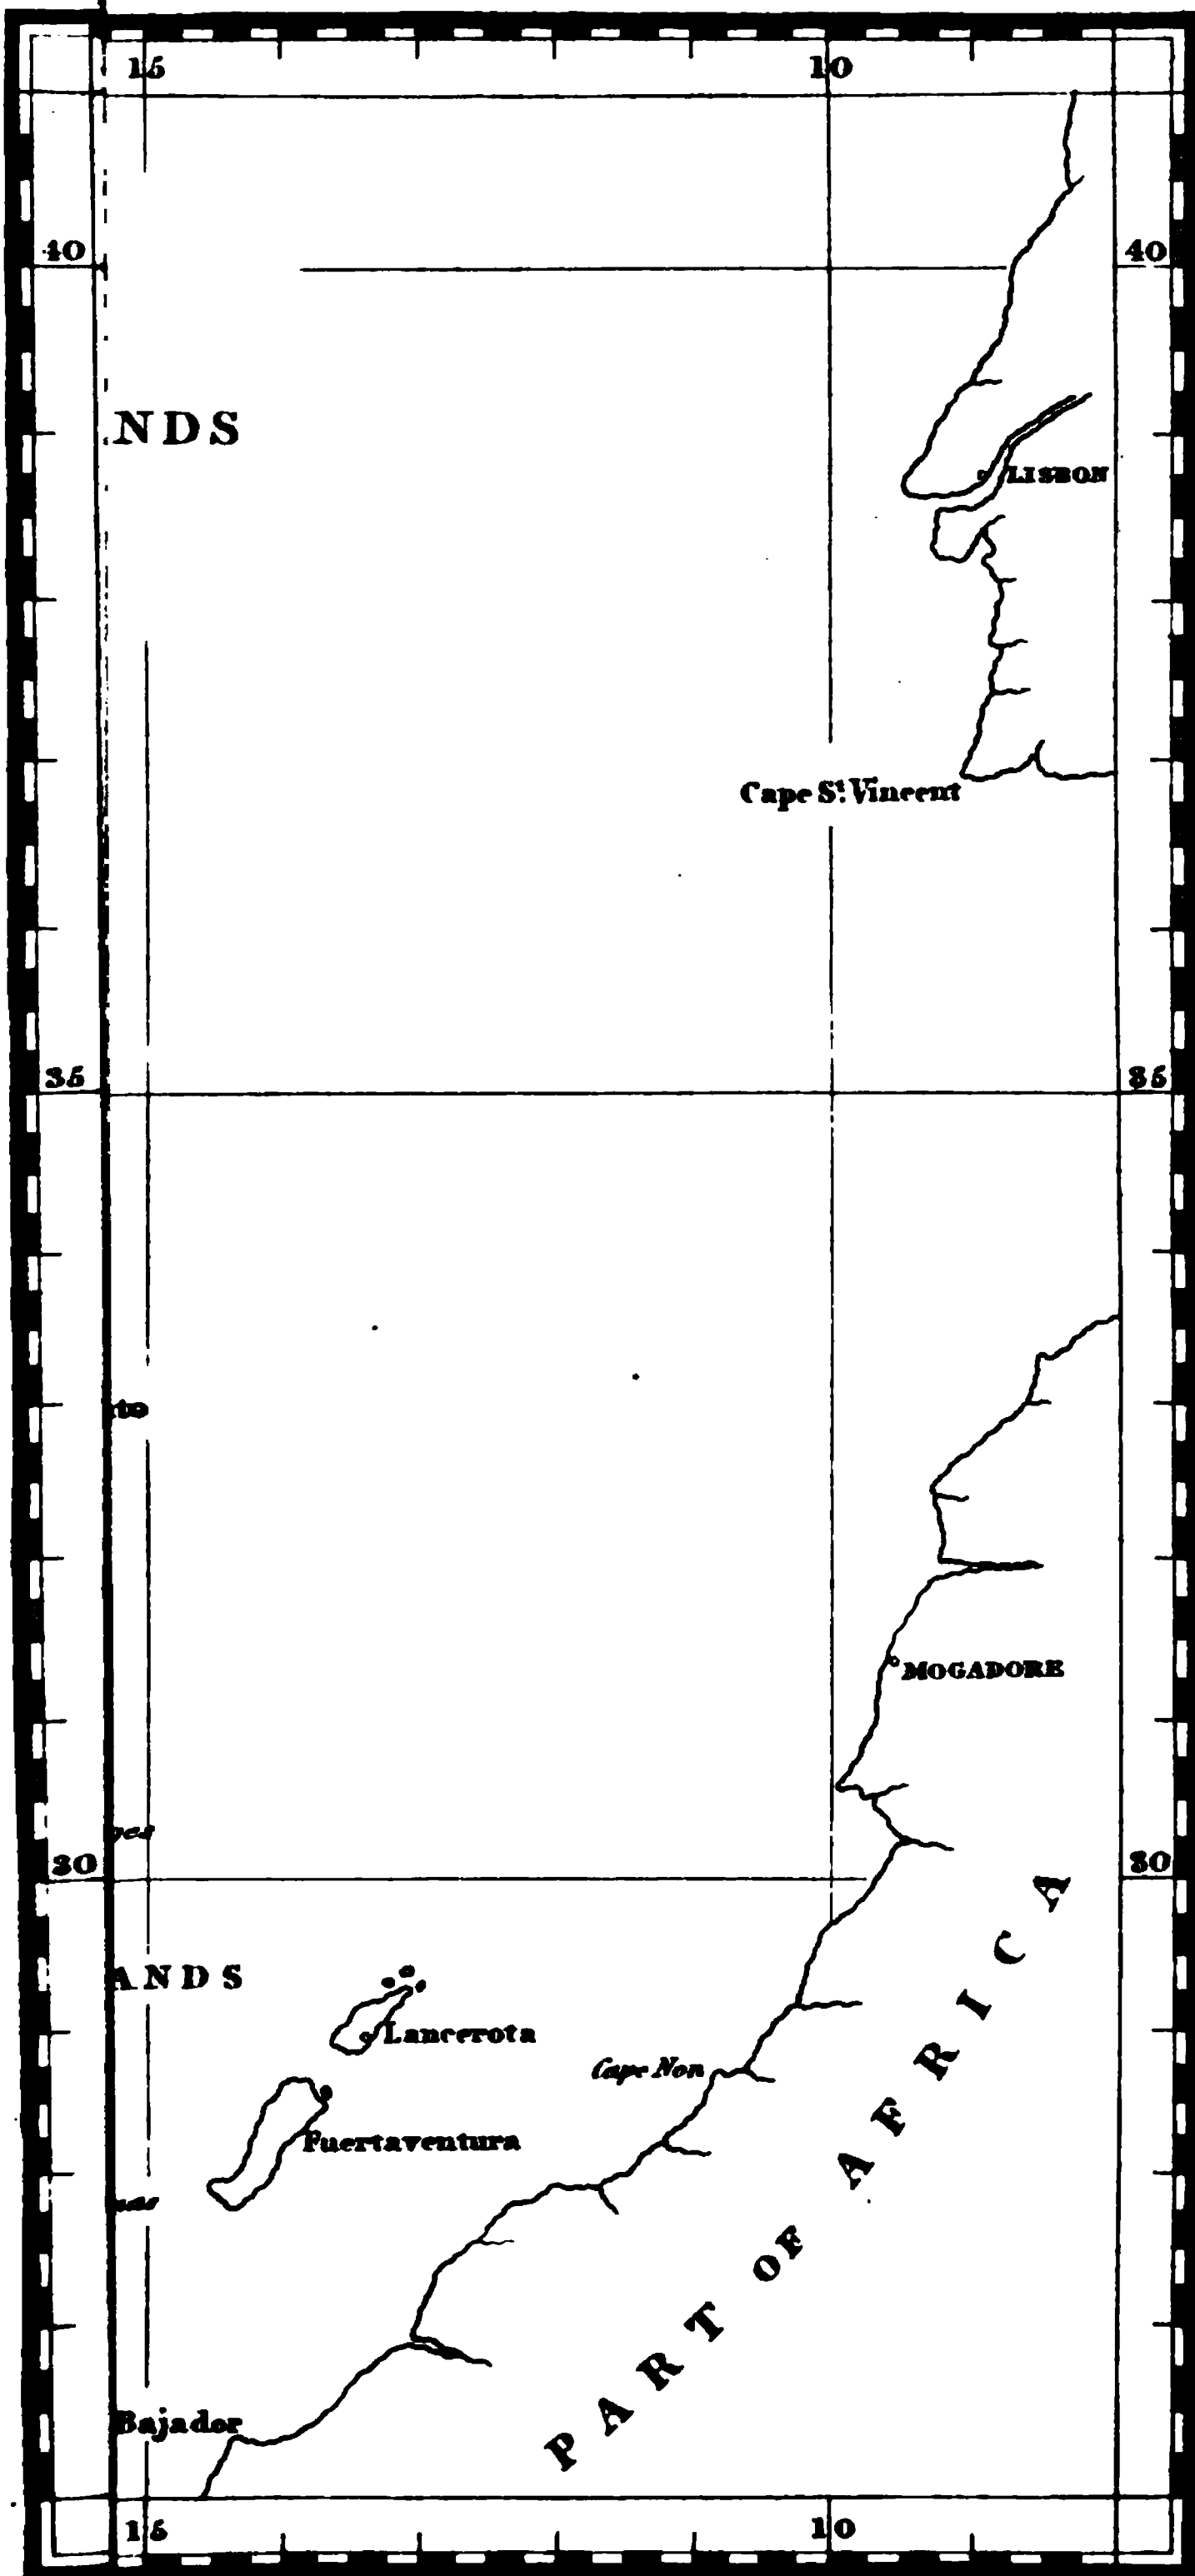 15 10
40 40
NDS
LISBON
Cape St. Vincent
35 35
MOGADORE
30 30
ANDS
Lancerota
Cape Non
Fuertaventura
PART OF AFRICA
Bajador
15 10